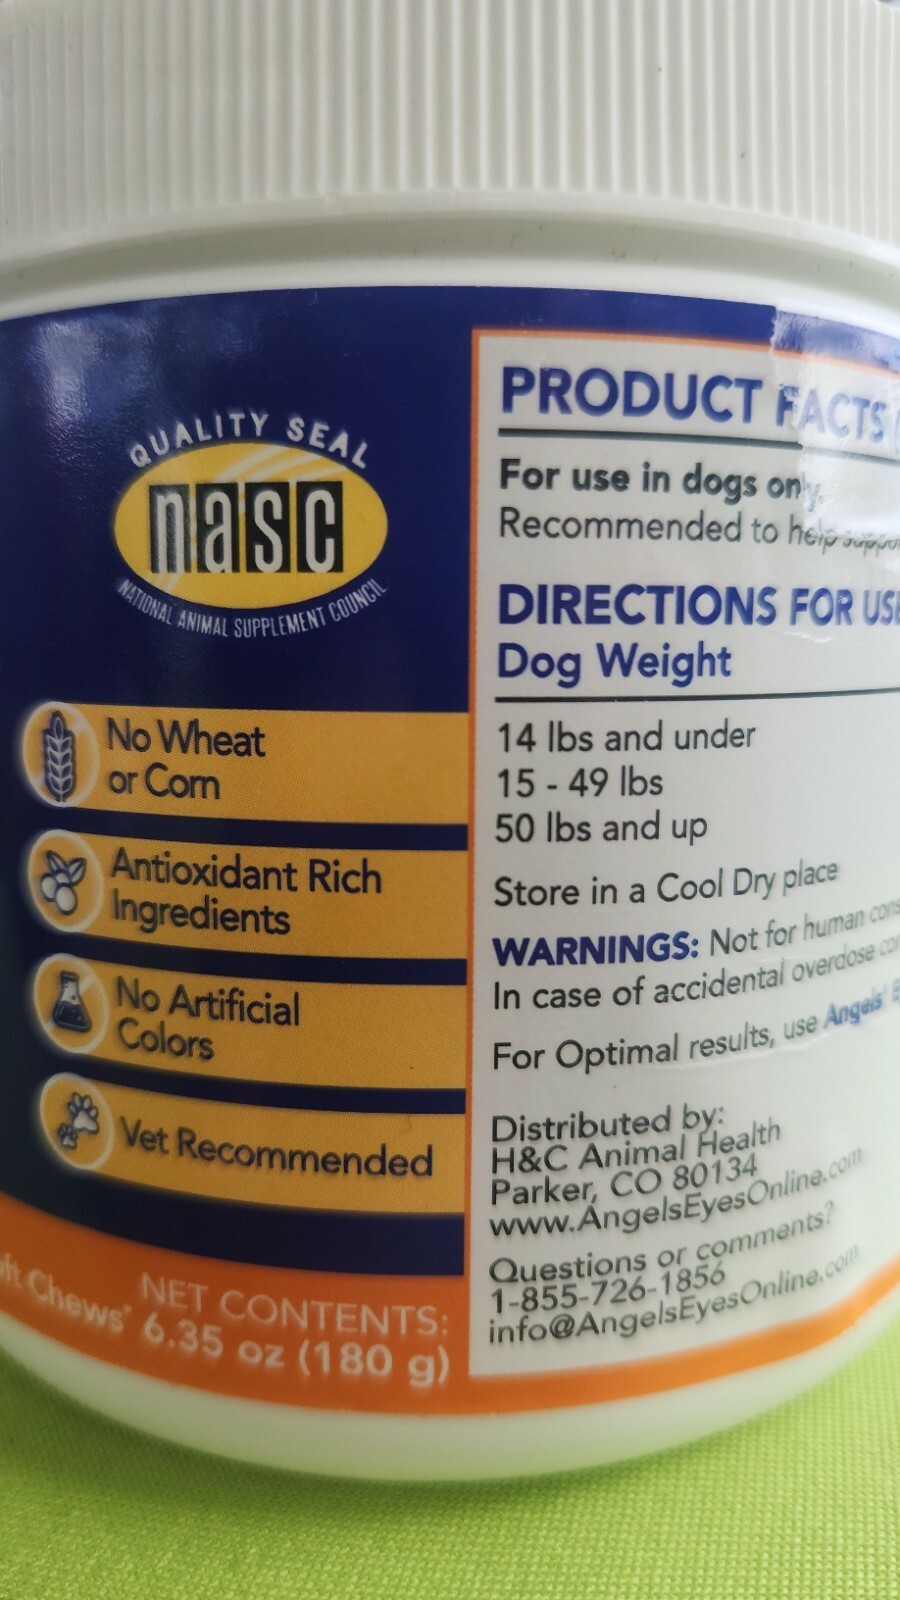 QUALITY SEAL
nasc
NATIONAL ANIMAL SUPPLEMENT COUNCIL
No Wheat
or Corn
Antioxidant Rich
Ingredients
No Artificial
Colors
Vet Recommended
Chews®
NET CONTENTS:
6.35 oz (180 g)
PRODUCT FACTS
For use in dogs only.
Recommended to help
DIRECTIONS FOR
Dog Weight
14 lbs and under
15 - 49 lbs
50 lbs and up
Store in a Cool Dry place
WARNINGS: Not for human
In case of accidental overdose
For Optimal results, use Angels'
Distributed by:
H&C Animal Health
Parker, CO 80134
www.AngelsEyesOnline.com
Questions or comments?
1-855-726-1856
info@AngelsEyesOnline.com